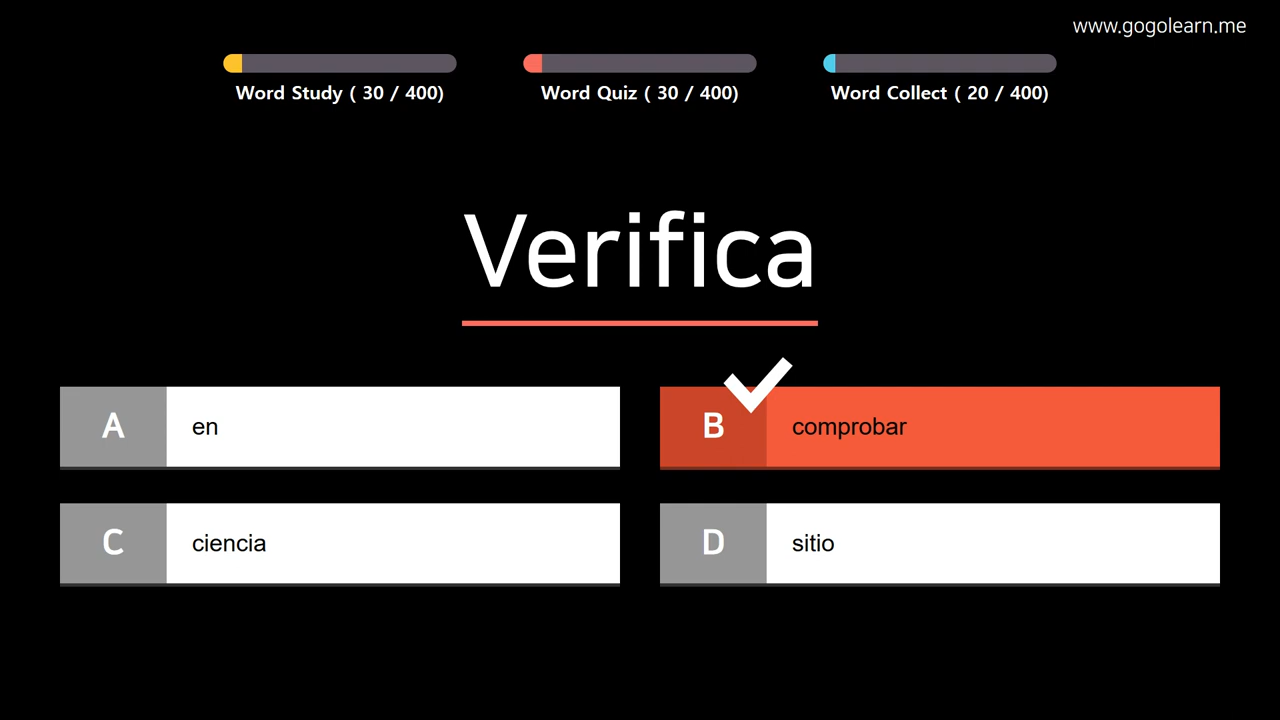 www.gogolearn.me
Word Study ( 30 / 400)
Word Quiz ( 30 / 400)
Word Collect ( 20 / 400)
Verifica
A en
B comprobar
C ciencia
D sitio